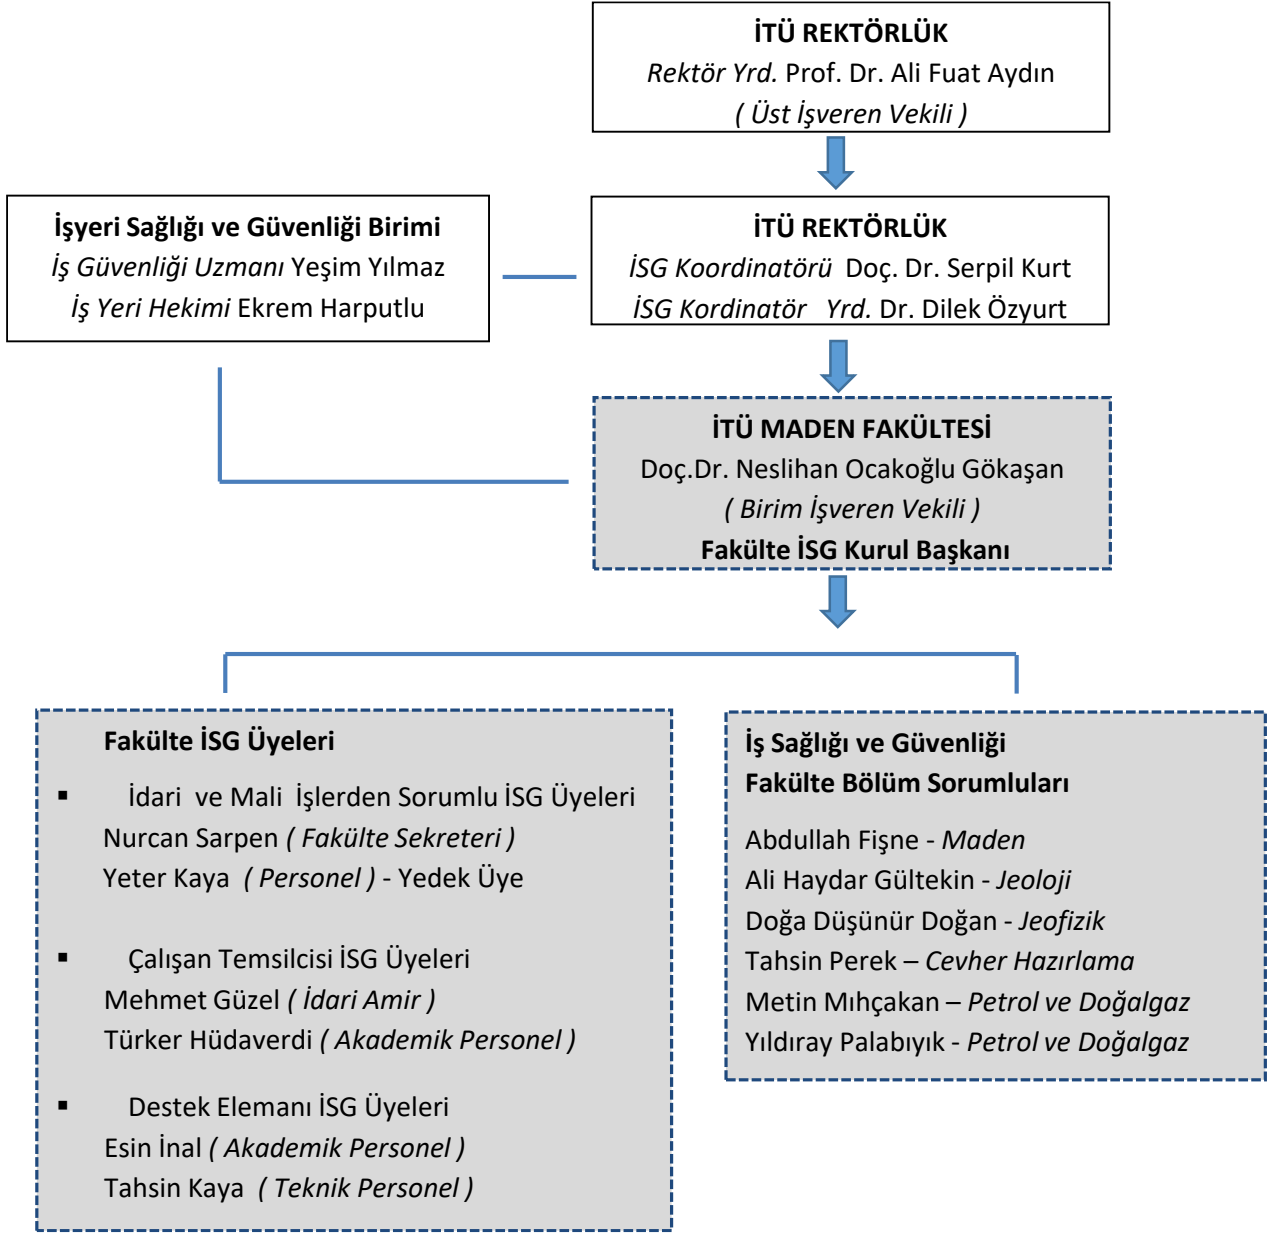 İTÜ REKTÖRLÜK
Rektör Yrd. Prof. Dr. Ali Fuat Aydın
( Üst İşveren Vekili )
İşyeri Sağlığı ve Güvenliği Birimi
İş Güvenliği Uzmanı Yeşim Yılmaz
İş Yeri Hekimi Ekrem Harputlu
İTÜ REKTÖRLÜK
İSG Koordinatörü Doç. Dr. Serpil Kurt
İSG Kordinatör Yrd. Dr. Dilek Özyurt
İTÜ MADEN FAKÜLTESİ
Doç.Dr. Neslihan Ocakoğlu Gökaşan
( Birim İşveren Vekili )
Fakülte İSG Kurul Başkanı
Fakülte İSG Üyeleri
▪ İdari ve Mali İşlerden Sorumlu İSG Üyeleri
Nurcan Sarpen ( Fakülte Sekreteri )
Yeter Kaya ( Personel ) - Yedek Üye
▪ Çalışan Temsilcisi İSG Üyeleri
Mehmet Güzel ( İdari Amir )
Türker Hüdaverdi ( Akademik Personel )
▪ Destek Elemanı İSG Üyeleri
Esin İnal ( Akademik Personel )
Tahsin Kaya ( Teknik Personel )
İş Sağlığı ve Güvenliği
Fakülte Bölüm Sorumluları
Abdullah Fişne - Maden
Ali Haydar Gültekin - Jeoloji
Doğa Düşünür Doğan - Jeofizik
Tahsin Perek – Cevher Hazırlama
Metin Mıhçakan – Petrol ve Doğalgaz
Yıldıray Palabıyık - Petrol ve Doğalgaz